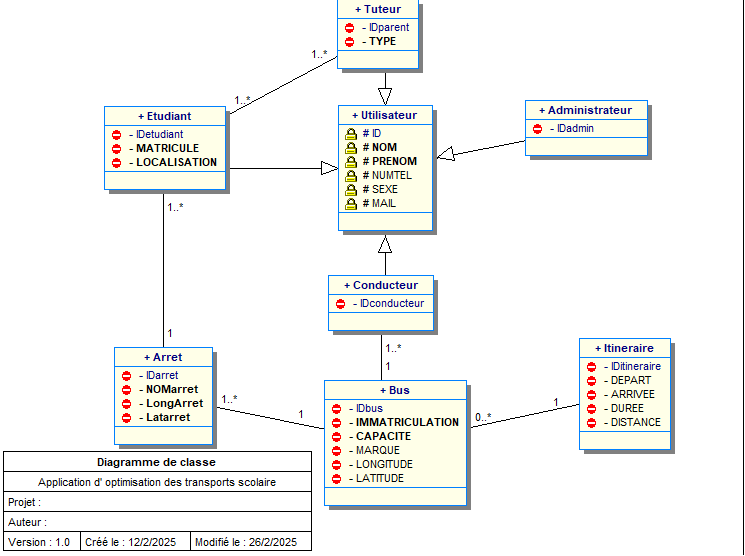 + Tuteur
- IDparent
- TYPE
1..*
1..*
+ Etudiant
- IDetudiant
- MATRICULE
- LOCALISATION
+ Utilisateur
# ID
# NOM
# PRENOM
# NUMTEL
# SEXE
# MAIL
+ Administrateur
- IDadmin
1..*
1
+ Conducteur
- IDconducteur
1..*
1
+ Arret
- IDarret
- NOMarret
- LongArret
- Latarret
1..*
1
+ Bus
- IDbus
- IMMATRICULATION
- CAPACITE
- MARQUE
- LONGITUDE
- LATITUDE
0..*
1
+ Itineraire
- IDitineraire
- DEPART
- ARRIVEE
- DUREE
- DISTANCE
Diagramme de classe
Application d' optimisation des transports scolaire
Projet :
Auteur :
Version : 1.0 Créé le : 12/2/2025 Modifié le : 26/2/2025